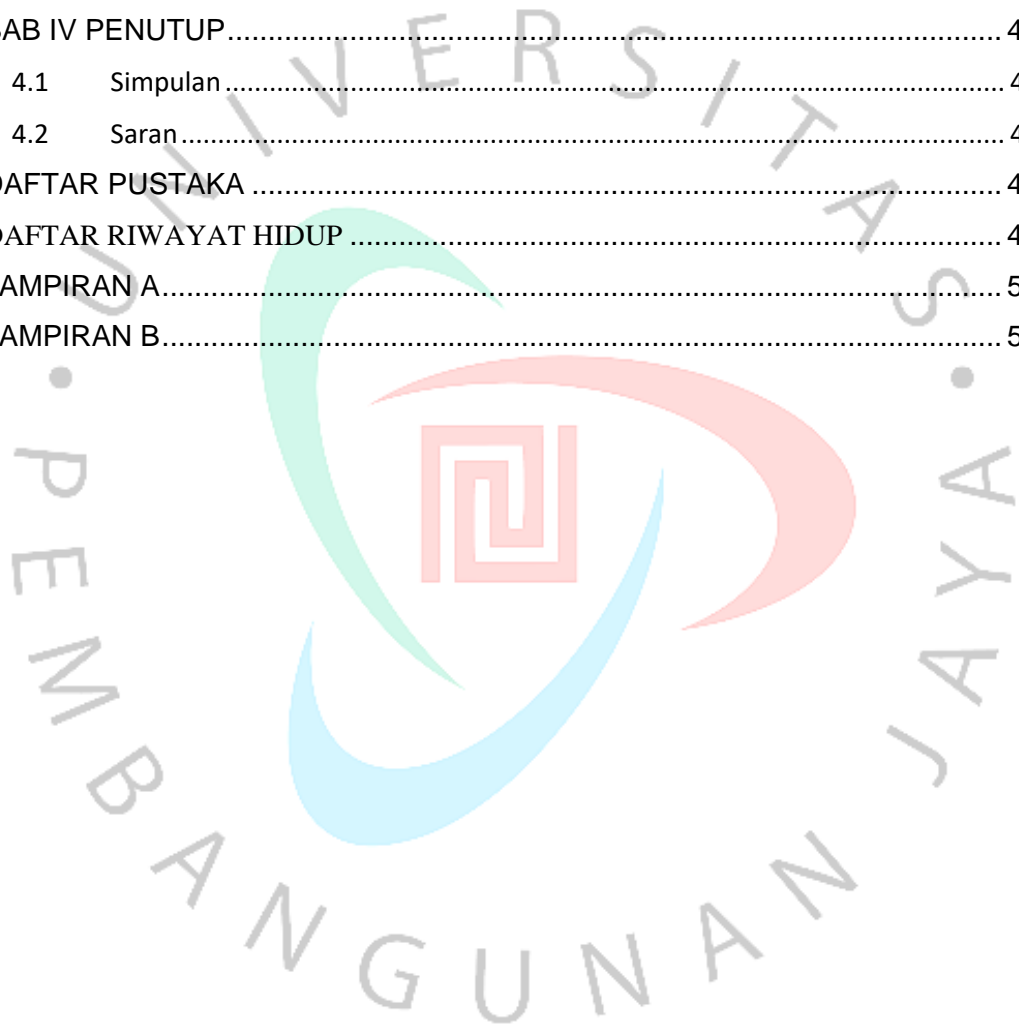 AB IV PENUTUP........................................ 4
4.1 Simpulan........................................ 4
4.2 Saran........................................ 4
DAFTAR PUSTAKA........................................ 4
DAFTAR RIWAYAT HIDUP........................................ 4
AMPIRAN A........................................ 5
AMPIRAN B........................................ 5
UNIVERSITAS
PEMBANGUNAN JAYA